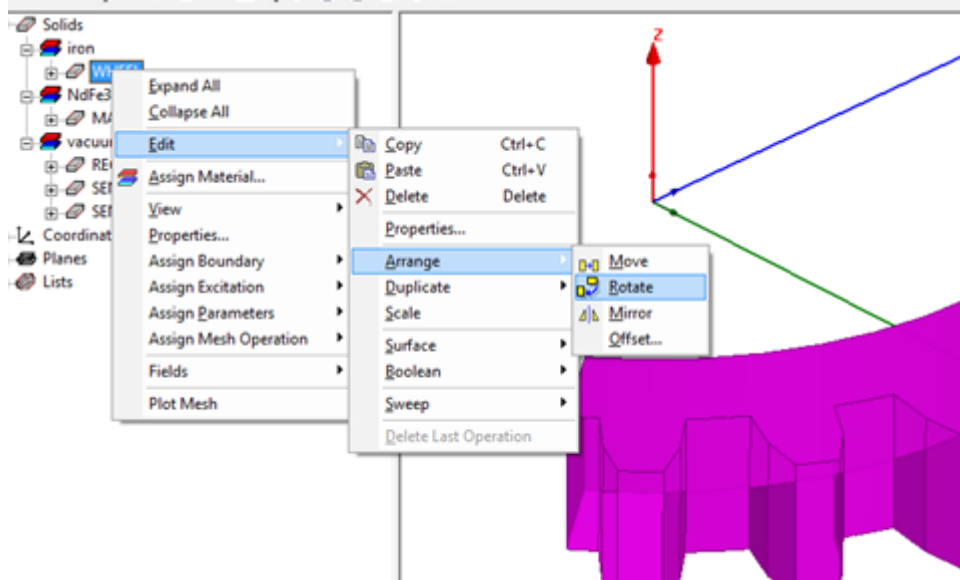 Solids
iron
WHEEL
NdFe3
vacuu
Coordinat
Planes
Lists
Expand All
Collapse All
Edit
Assign Material...
View
Properties...
Assign Boundary
Assign Excitation
Assign Parameters
Assign Mesh Operation
Fields
Plot Mesh
Copy Ctrl+C
Paste Ctrl+V
Delete Delete
Properties...
Arrange
Duplicate
Scale
Surface
Boolean
Sweep
Delete Last Operation
Move
Rotate
Mirror
Offset...
Z